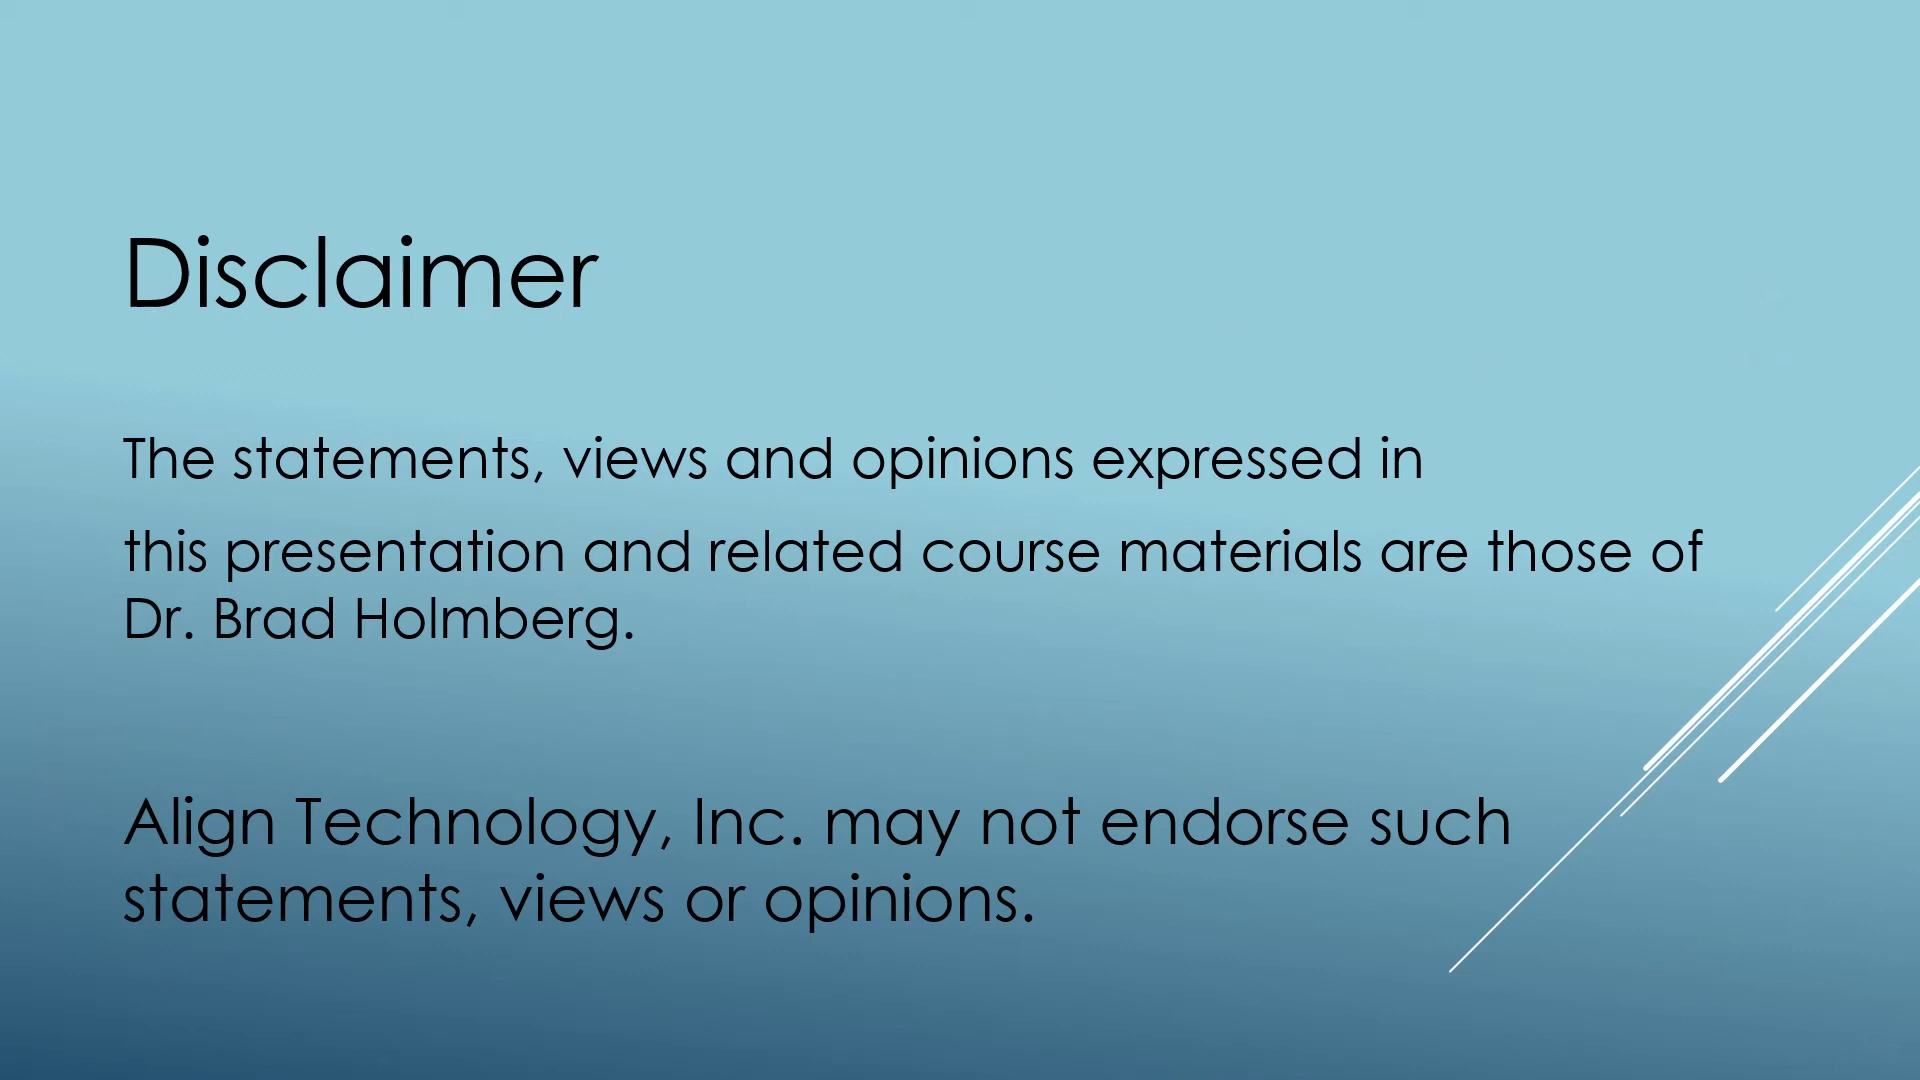 Disclaimer
The statements, views and opinions expressed in
this presentation and related course materials are those of
Dr. Brad Holmberg.
Align Technology, Inc. may not endorse such
statements, views or opinions.